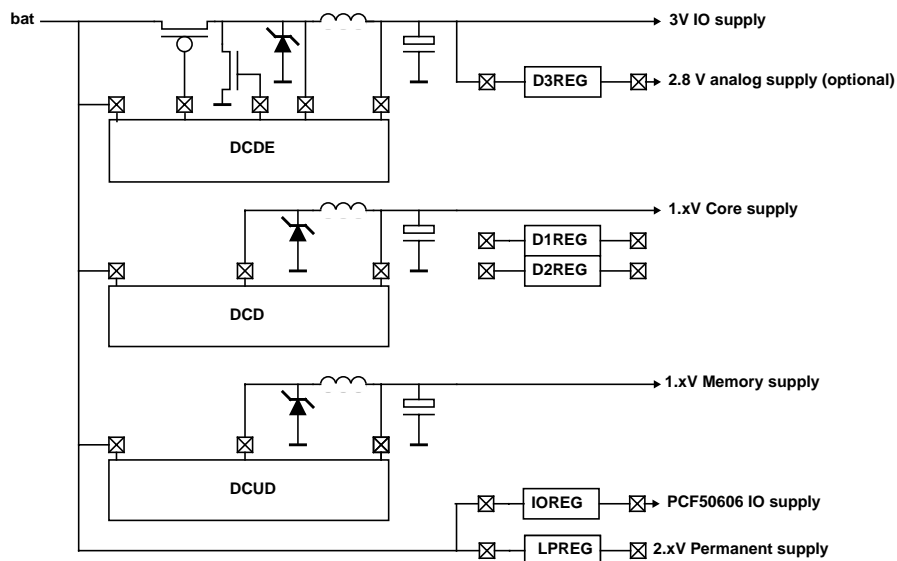 bat
3V IO supply
D3REG
2.8 V analog supply (optional)
DCDE
1.xV Core supply
D1REG
D2REG
DCD
1.xV Memory supply
DCUD
IOREG
PCF50606 IO supply
LPREG
2.xV Permanent supply